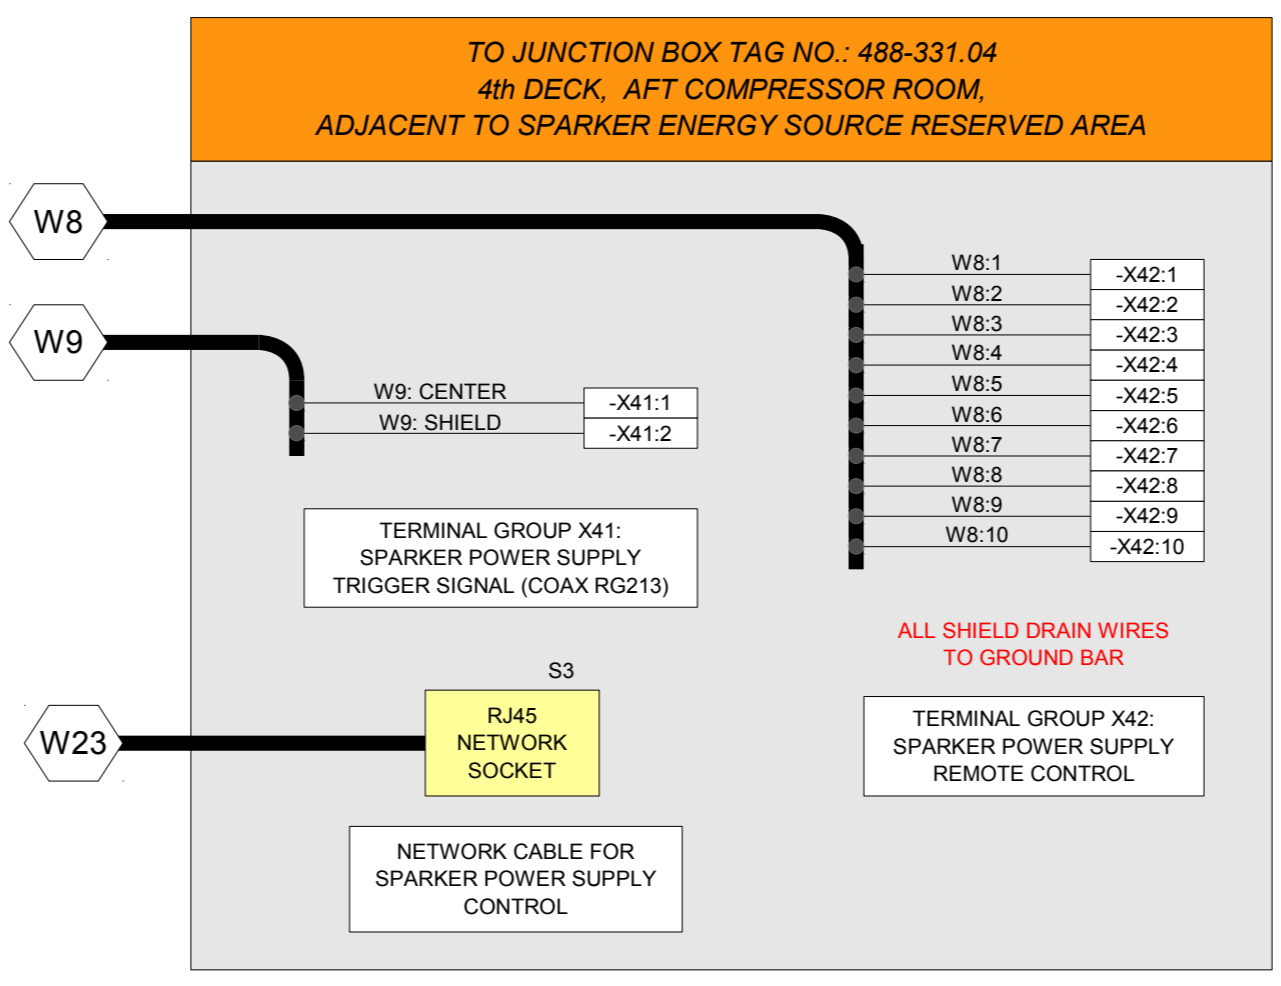 TO JUNCTION BOX TAG NO.: 488-331.04
4th DECK, AFT COMPRESSOR ROOM,
ADJACENT TO SPARKER ENERGY SOURCE RESERVED AREA
W8
W8:1 -X42:1
W8:2 -X42:2
W8:3 -X42:3
W8:4 -X42:4
W8:5 -X42:5
W8:6 -X42:6
W8:7 -X42:7
W8:8 -X42:8
W8:9 -X42:9
W8:10 -X42:10
W9
W9: CENTER -X41:1
W9: SHIELD -X41:2
TERMINAL GROUP X41:
SPARKER POWER SUPPLY
TRIGGER SIGNAL (COAX RG213)
ALL SHIELD DRAIN WIRES
TO GROUND BAR
TERMINAL GROUP X42:
SPARKER POWER SUPPLY
REMOTE CONTROL
W23
S3
RJ45
NETWORK
SOCKET
NETWORK CABLE FOR
SPARKER POWER SUPPLY
CONTROL